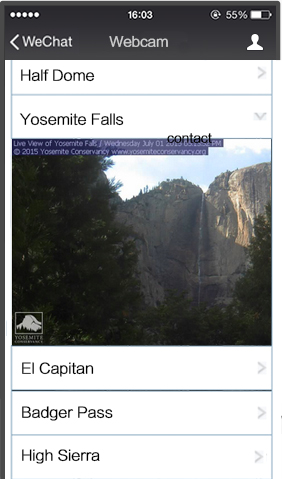 16:03
55%
WeChat
Webcam
Half Dome
Yosemite Falls
contact
Live View of Yosemite Falls / Wednesday July 01 PM
© 2015 Yosemite Conservancy www.yosemiteconservancy.org
YOSEMITE
CONSERVANCY
El Capitan
Badger Pass
High Sierra